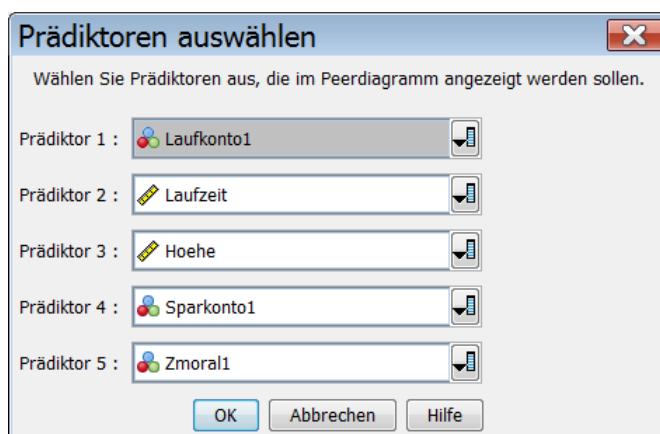 Prädiktoren auswählen
Wählen Sie Prädiktoren aus, die im Peerdiagramm angezeigt werden sollen.
Prädiktor 1 : Laufkonto1
Prädiktor 2 : Laufzeit
Prädiktor 3 : Hoehe
Prädiktor 4 : Sparkonto1
Prädiktor 5 : Zmoral1
OK Abbrechen Hilfe